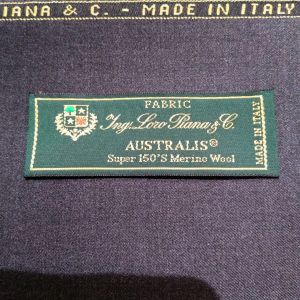 IANA & C. - MADE IN ITALY
FABRIC
Ing. Loro Piana & C.
AUSTRALIS®
Super 150'S Merino Wool
MADE IN ITALY